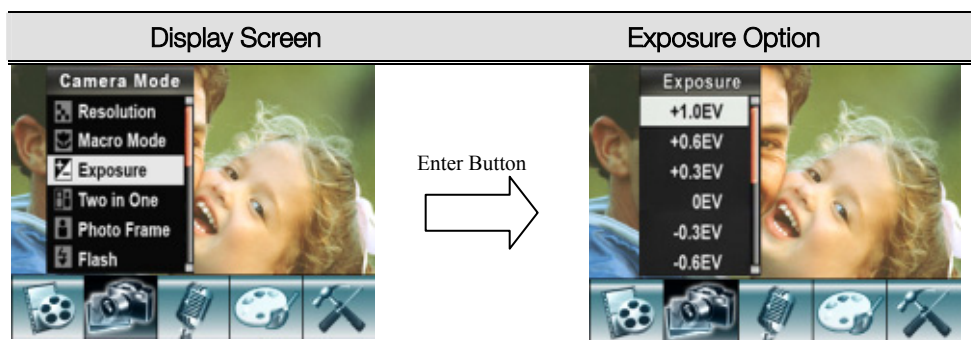 Display Screen
Exposure Option
Camera Mode
Resolution
Macro Mode
Exposure
Two in One
Photo Frame
Flash
Enter Button
Exposure
+1.0EV
+0.6EV
+0.3EV
0EV
-0.3EV
-0.6EV